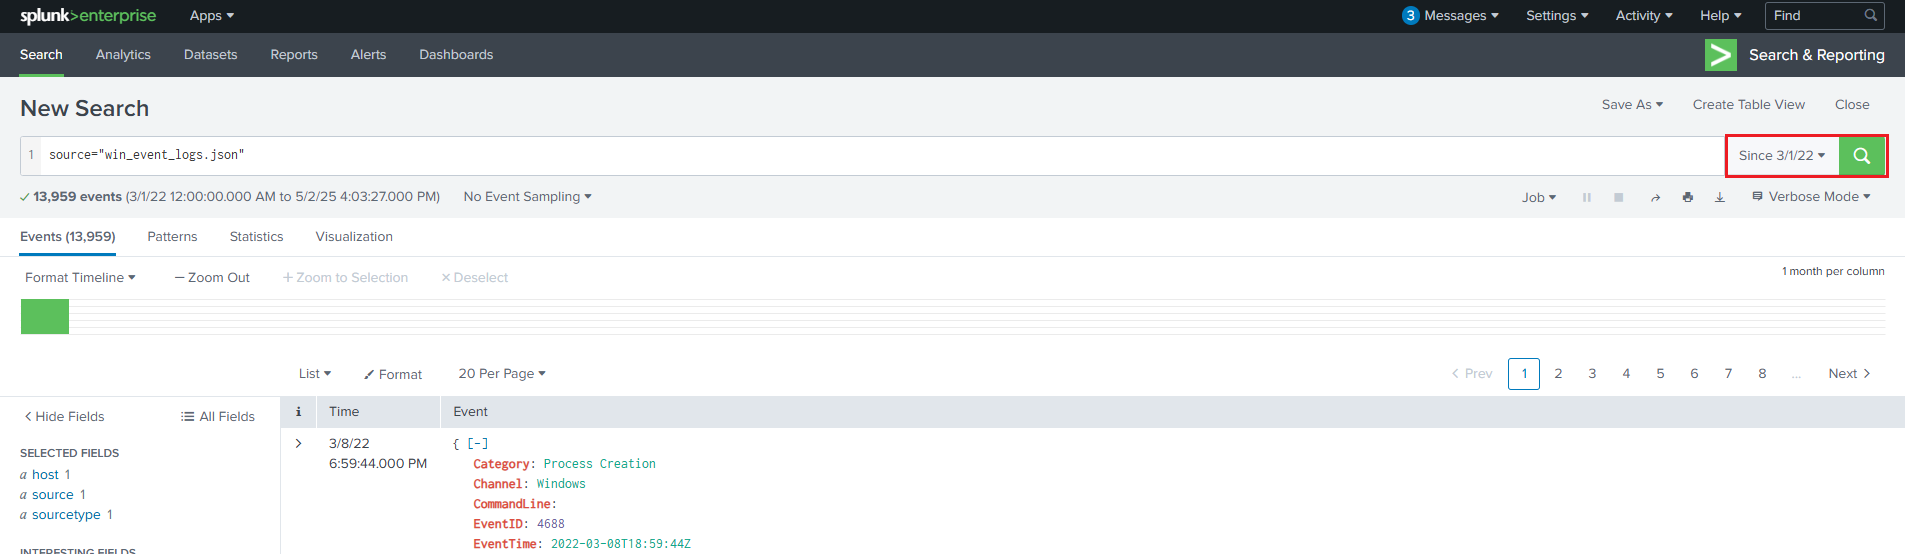 splunk>enterprise Apps 3 Messages Settings Activity Help Find
Search Analytics Datasets Reports Alerts Dashboards Search & Reporting
New Search Save As Create Table View Close
1 source="win_event_logs.json" Since 3/1/22
13,959 events (3/1/22 12:00:00.000 AM to 5/2/25 4:03:27.000 PM) No Event Sampling Job Verbose Mode
Events (13,959) Patterns Statistics Visualization
Format Timeline — Zoom Out + Zoom to Selection × Deselect 1 month per column
List Format 20 Per Page < Prev 1 2 3 4 5 6 7 8 ... Next >
< Hide Fields All Fields i Time Event
SELECTED FIELDS
a host 1
a source 1
a sourcetype 1
INTERESTING FIELDS
> 3/8/22 { [-]
6:59:44.000 PM Category: Process Creation
Channel: Windows
CommandLine:
EventID: 4688
EventTime: 2022-03-08T18:59:44Z